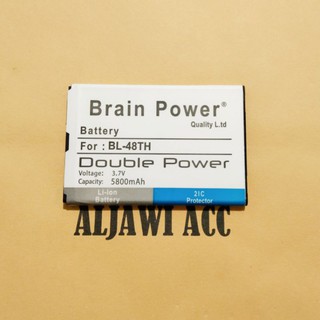 Brain Power®
Quality L.td
Battery
For : BL-48TH
Double Power
Voltage: 3.7V
Capacity: 5800mAh
Li-ion
Battery
2IC
Protector
ALJAWI ACC